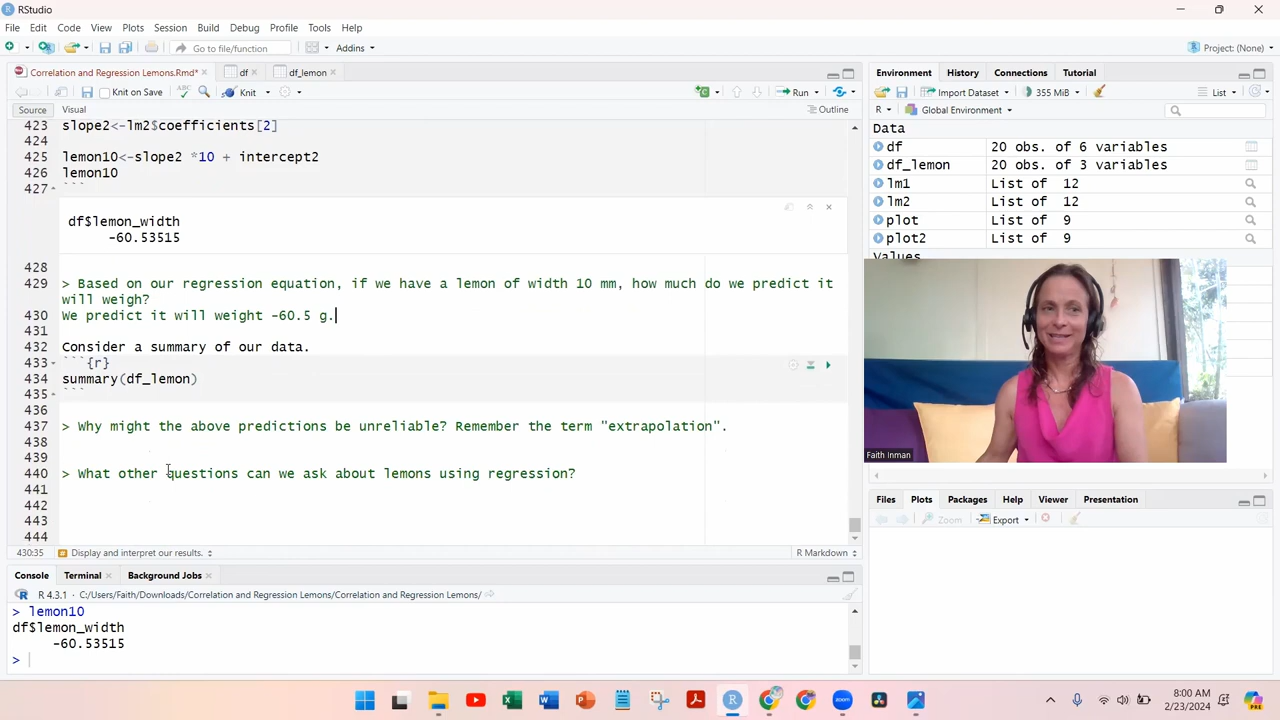 RStudio
File Edit Code View Plots Session Build Debug Profile Tools Help
Go to file/function Addins Project: (None)
Correlation and Regression Lemons.Rmd* df df_lemon
Knit on Save ABC Knit Run Outline
Source Visual
423 slope2<-lm2$coefficients[2]
424
425 lemon10<-slope2 *10 + intercept2
426 lemon10
427 ```
df$lemon_width
-60.53515
428
429 > Based on our regression equation, if we have a lemon of width 10 mm, how much do we predict it
will weigh?
430 We predict it will weight -60.5 g.
431
432 Consider a summary of our data.
433 ```{r}
434 summary(df_lemon)
435 ```
436
437 > Why might the above predictions be unreliable? Remember the term "extrapolation".
438
439
440 > What other questions can we ask about lemons using regression?
441
442
443
444
430:35 Display and interpret our results. R Markdown
Console Terminal Background Jobs
R 4.3.1 · C:/Users/Faith/Downloads/Correlation and Regression Lemons/Correlation and Regression Lemons/
> lemon10
df$lemon_width
-60.53515
>
Environment History Connections Tutorial
Import Dataset 355 MiB List
R Global Environment
Data
df 20 obs. of 6 variables
df_lemon 20 obs. of 3 variables
lm1 List of 12
lm2 List of 12
plot List of 9
plot2 List of 9
Values
Faith Inman
Files Plots Packages Help Viewer Presentation
Zoom Export
8:00 AM
2/23/2024
PRE